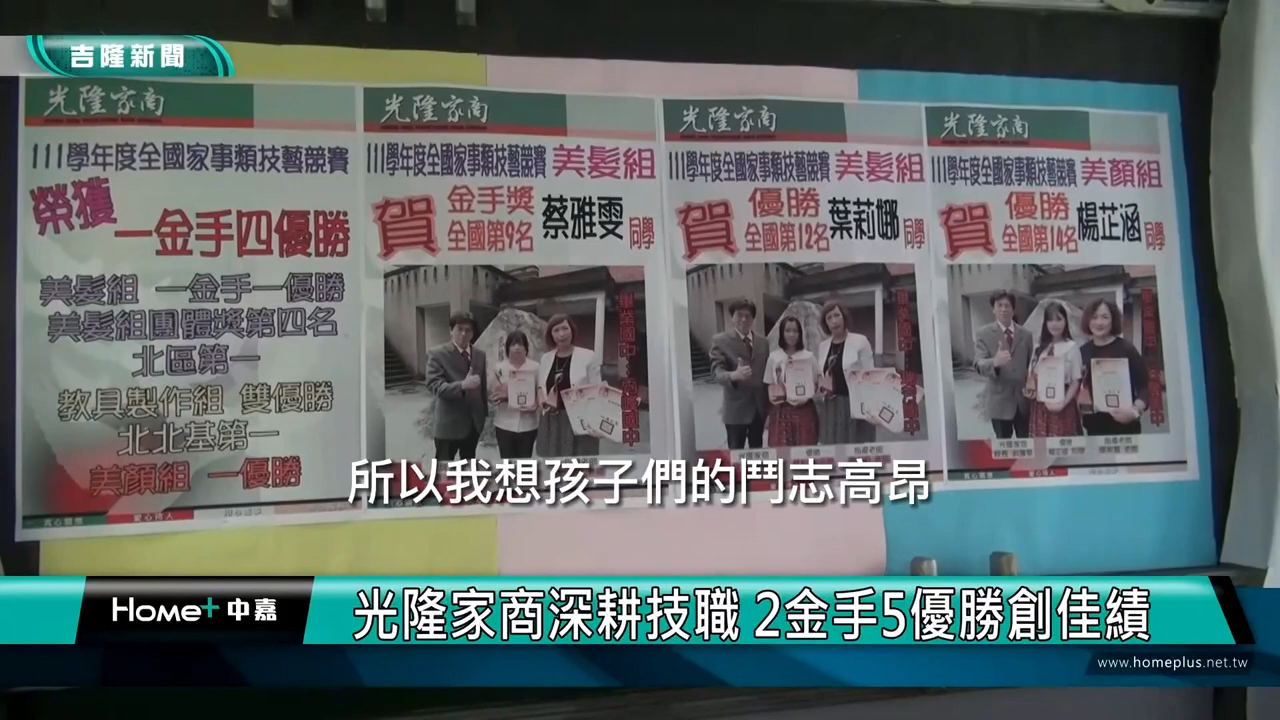 吉隆新聞
光隆家商
111學年度全國家事類技藝競賽
榮獲
一金手四優勝
美髮組 一金手一優勝
美髮組團體獎第四名
北區第一
教具製作組 雙優勝
北北基第一
美顏組 一優勝
光隆家商
111學年度全國家事類技藝競賽 美髮組
賀 金手獎 全國第9名 蔡雅雯 同學
光隆家商
111學年度全國家事類技藝競賽 美髮組
賀 優勝 全國第12名 葉莉娜 同學
光隆家商
111學年度全國家事類技藝競賽 美顏組
賀 優勝 全國第14名 楊芷涵 同學
所以我想孩子們的鬥志高昂
Home+中嘉
光隆家商深耕技職 2金手5優勝創佳績
www.homeplus.net.tw